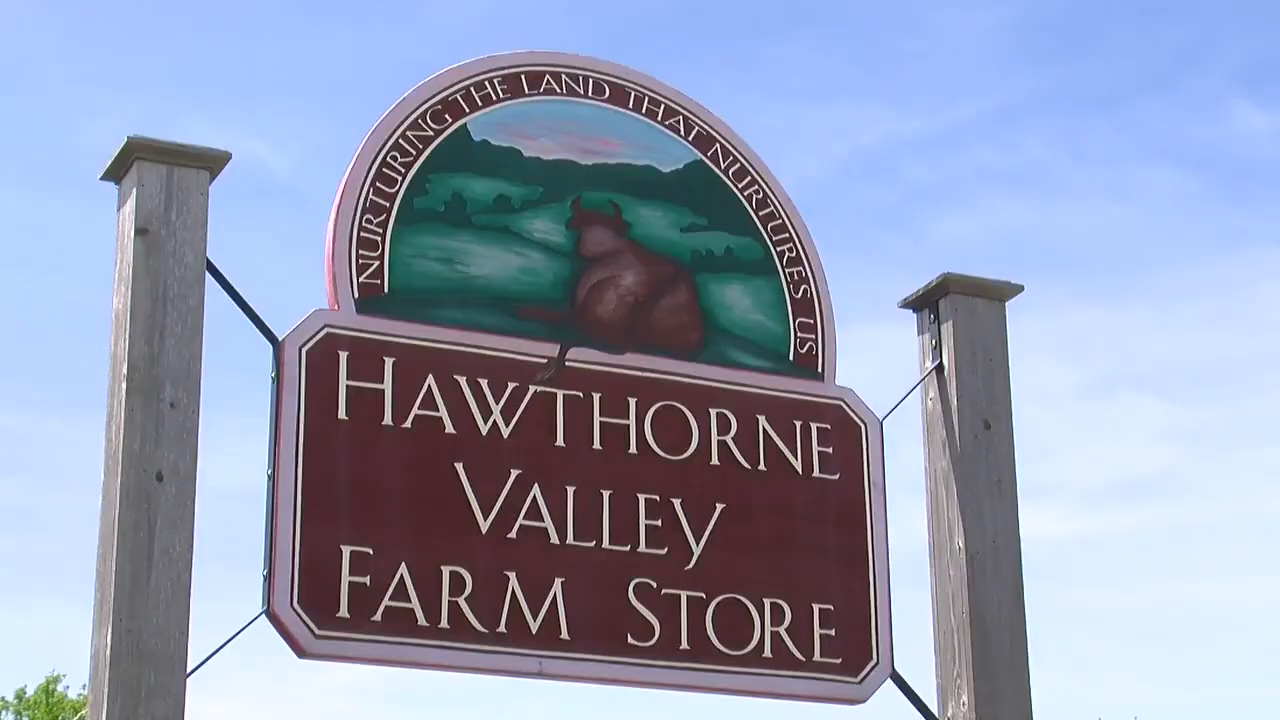 NURTURING THE LAND THAT NURTURES US
HAWTHORNE
VALLEY
FARM STORE